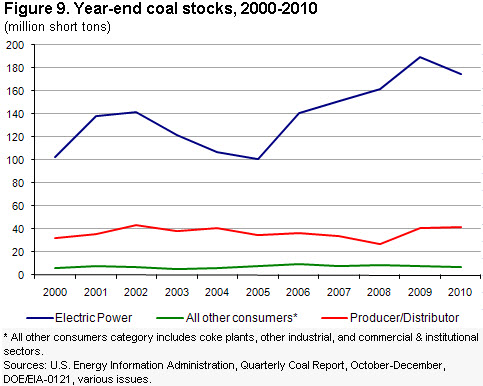 Figure 9. Year-end coal stocks, 2000-2010
(million short tons)
200
180
160
140
120
100
80
60
40
20
0
2000 2001 2002 2003 2004 2005 2006 2007 2008 2009 2010
Electric Power All other consumers* Producer/Distributor
* All other consumers category includes coke plants, other industrial, and commercial & institutional
sectors.
Sources: U.S. Energy Information Administration, Quarterly Coal Report, October-December,
DOE/EIA-0121, various issues.